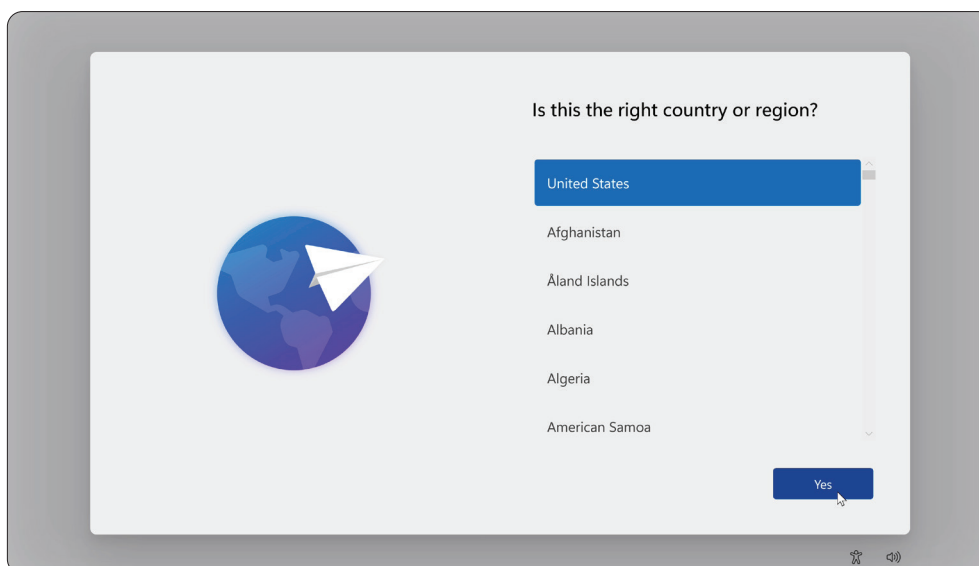 Is this the right country or region?
United States
Afghanistan
Åland Islands
Albania
Algeria
American Samoa
Yes